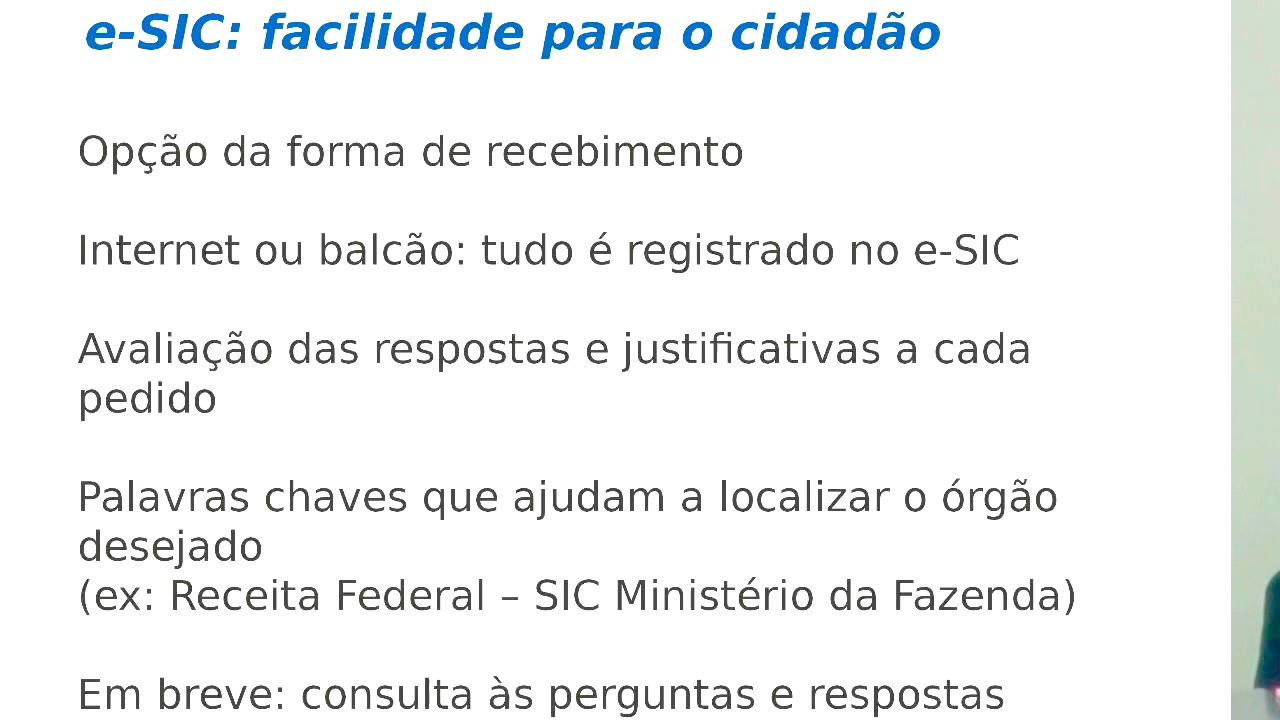 e-SIC: facilidade para o cidadão
Opção da forma de recebimento
Internet ou balcão: tudo é registrado no e-SIC
Avaliação das respostas e justificativas a cada
pedido
Palavras chaves que ajudam a localizar o órgão
desejado
(ex: Receita Federal – SIC Ministério da Fazenda)
Em breve: consulta às perguntas e respostas